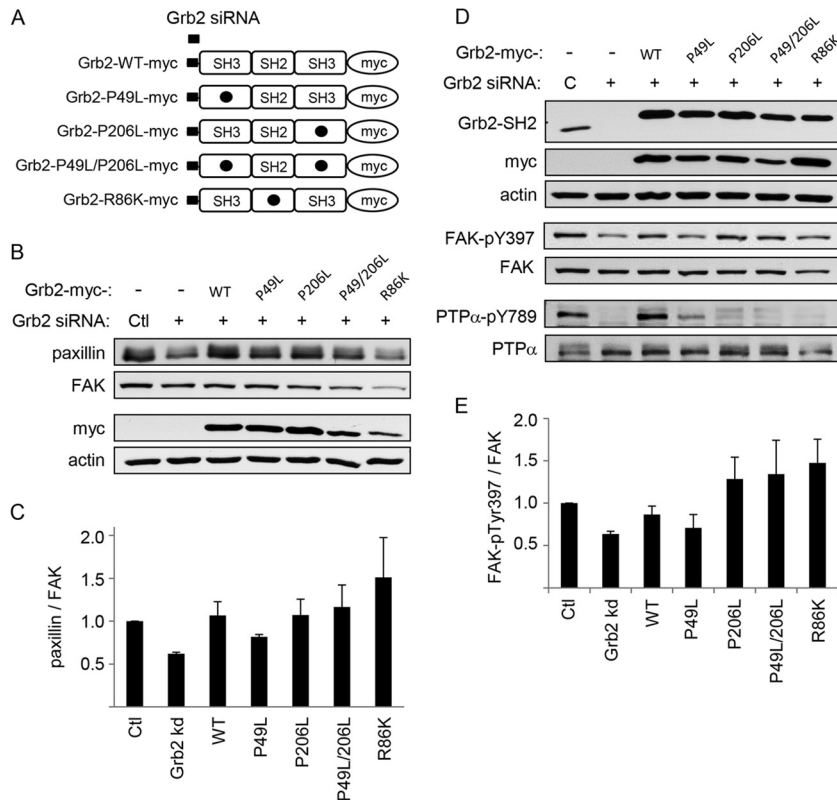 A
Grb2 siRNA
Grb2-WT-myc SH3 SH2 SH3 myc
Grb2-P49L-myc SH2 SH3 myc
Grb2-P206L-myc SH3 SH2 myc
Grb2-P49L/P206L-myc SH2 myc
Grb2-R86K-myc SH3 SH3 myc
B
Grb2-myc-: - - WT P49L P206L P49/206L R86K
Grb2 siRNA: Ctl + + + + + +
paxillin
FAK
myc
actin
C
paxillin / FAK
2.0
1.5
1.0
0.5
Ctl Grb2 kd WT P49L P206L P49L/206L R86K
D
Grb2-myc-: - - WT P49L P206L P49/206L R86K
Grb2 siRNA: C + + + + + +
Grb2-SH2
myc
actin
FAK-pY397
FAK
PTPα-pY789
PTPα
E
FAK-pTyr397 / FAK
2.0
1.5
1.0
0.5
Ctl Grb2 kd WT P49L P206L P49L/206L R86K